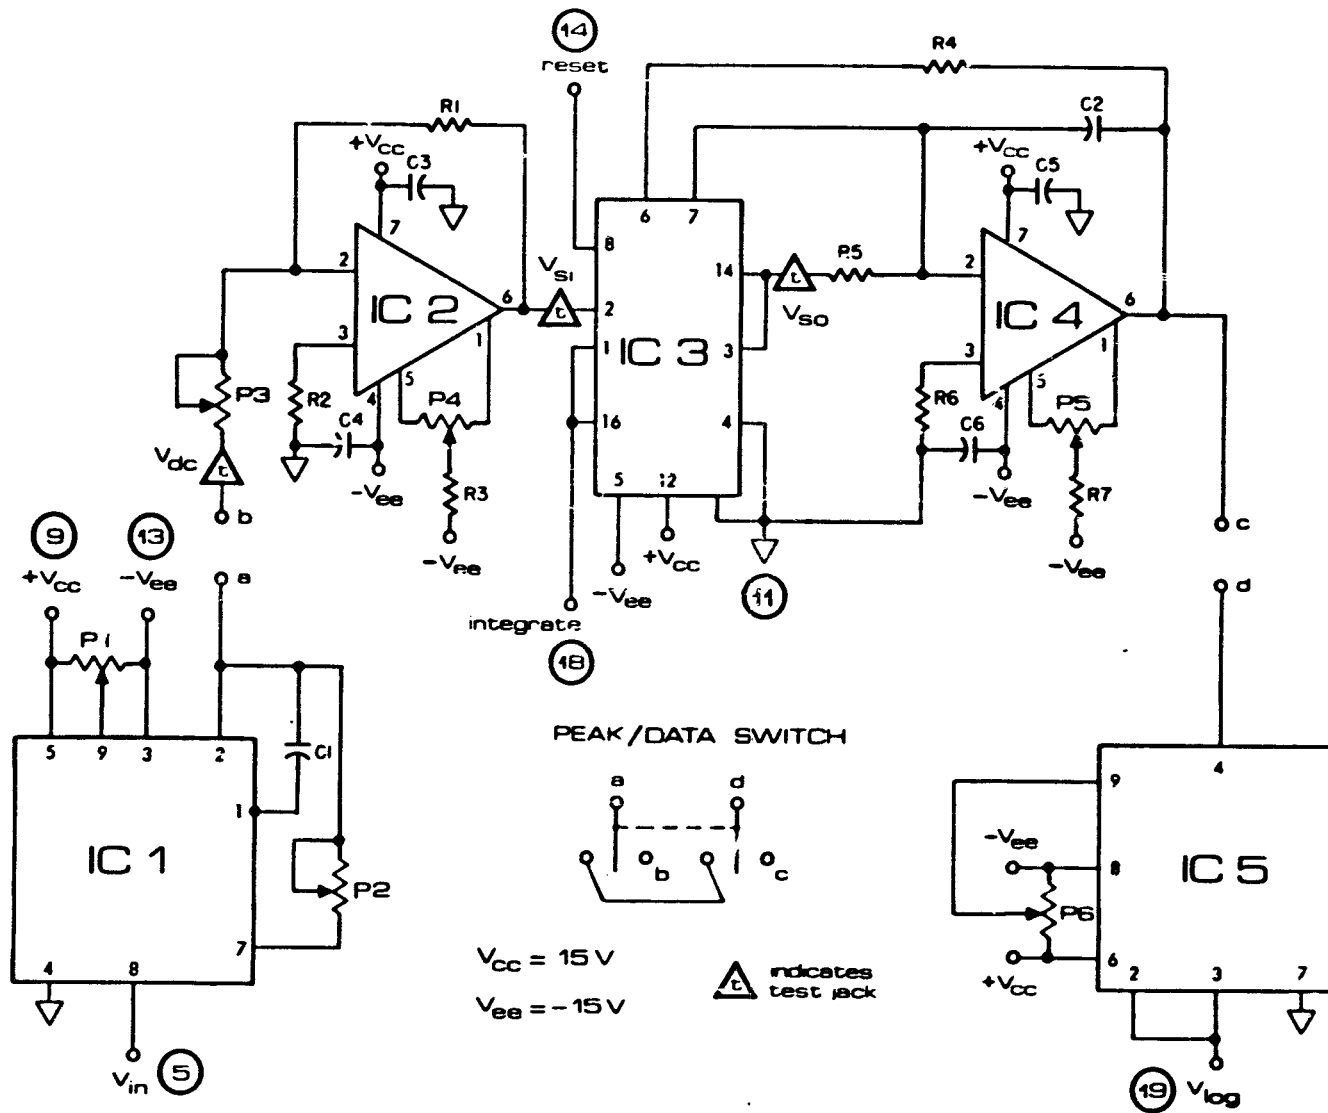 14
reset
R4
R1
C2
+Vcc
C3
+Vcc
C5
7
6
7
7
8
2
IC 2
6
Vsi
t
2
14
t
R5
Vso
2
IC 4
6
3
1
5
4
1
IC 3
3
3
1
5
4
P3
R2
C4
P4
16
4
R6
C6
P5
Vdc
t
-Vee
R3
5
12
-Vee
R7
b
-Vee
+Vcc
-Vee
c
9
13
+Vcc
-Vee
a
-Vee
11
d
integrate
18
P1
5
9
3
2
C1
1
IC 1
P2
7
4
8
Vin
5
PEAK/DATA SWITCH
a
d
b
c
Vcc = 15 V
Vee = -15 V
t
indicates
test jack
9
4
-Vee
8
IC 5
P6
6
+Vcc
2
3
7
19
Vlog